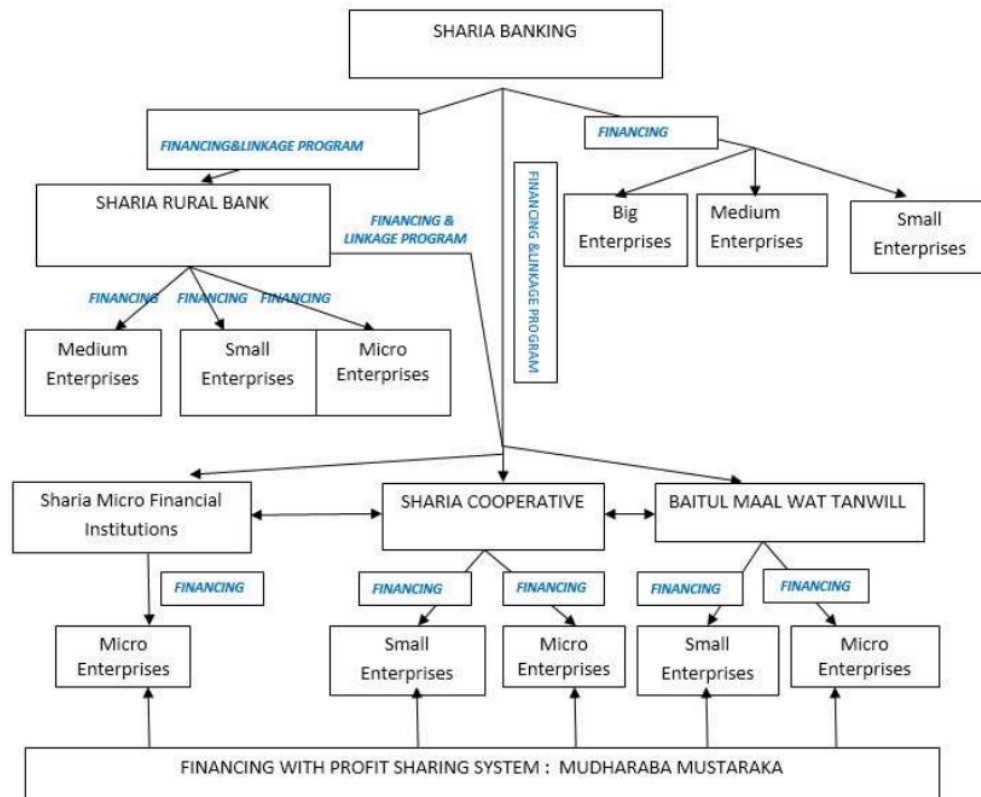 SHARIA BANKING
FINANCING&LINKAGE PROGRAM
FINANCING
FINANCING &LINKAGE PROGRAM
SHARIA RURAL BANK
FINANCING &
LINKAGE PROGRAM
Big
Enterprises
Medium
Enterprises
Small
Enterprises
FINANCING
FINANCING
FINANCING
Medium
Enterprises
Small
Enterprises
Micro
Enterprises
Sharia Micro Financial
Institutions
SHARIA COOPERATIVE
BAITUL MAAL WAT TANWILL
FINANCING
FINANCING
FINANCING
FINANCING
FINANCING
Micro
Enterprises
Small
Enterprises
Micro
Enterprises
Small
Enterprises
Micro
Enterprises
FINANCING WITH PROFIT SHARING SYSTEM : MUDHARABA MUSTARAKA